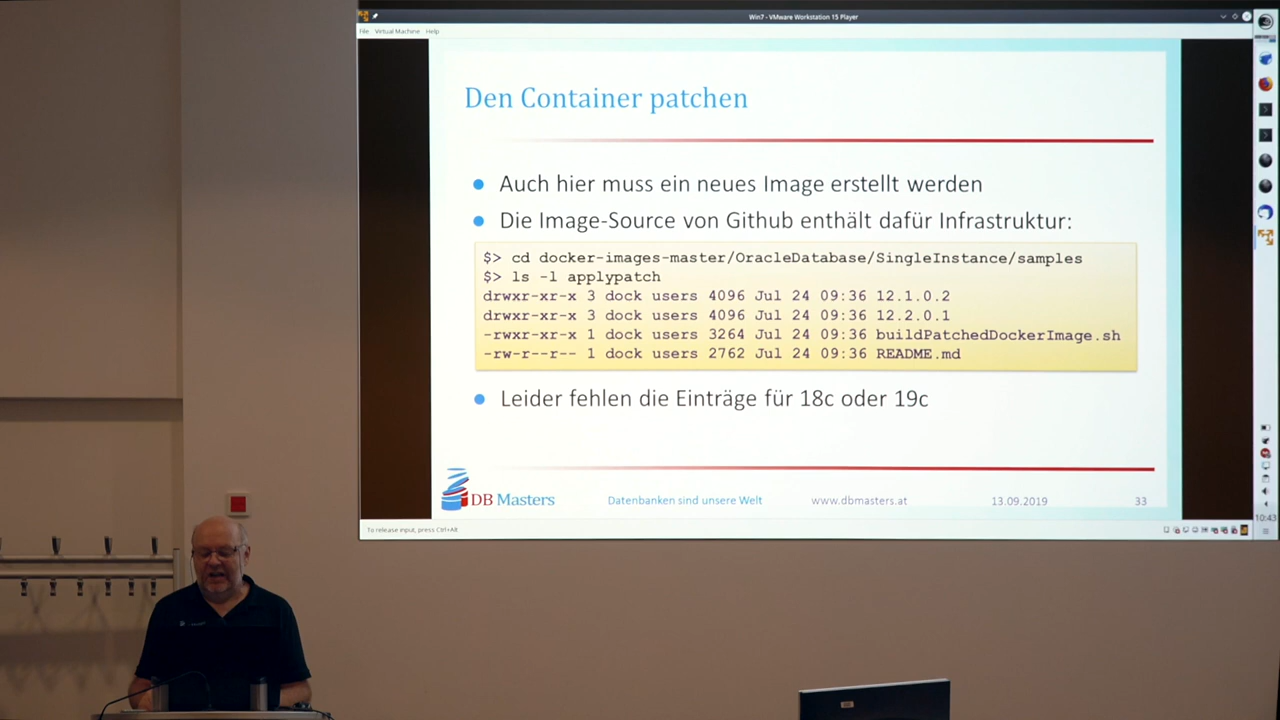 Win7 - VMware Workstation 15 Player
File Virtual Machine Help
Den Container patchen
Auch hier muss ein neues Image erstellt werden
Die Image-Source von Github enthält dafür Infrastruktur:
$> cd docker-images-master/OracleDatabase/SingleInstance/samples
$> ls -l applypatch
drwxr-xr-x 3 dock users 4096 Jul 24 09:36 12.1.0.2
drwxr-xr-x 3 dock users 4096 Jul 24 09:36 12.2.0.1
-rwxr-xr-x 1 dock users 3264 Jul 24 09:36 buildPatchedDockerImage.sh
-rw-r--r-- 1 dock users 2762 Jul 24 09:36 README.md
Leider fehlen die Einträge für 18c oder 19c
DB Masters Datenbanken sind unsere Welt www.dbmasters.at 13.09.2019 33
10:43
To release input, press Ctrl+Alt